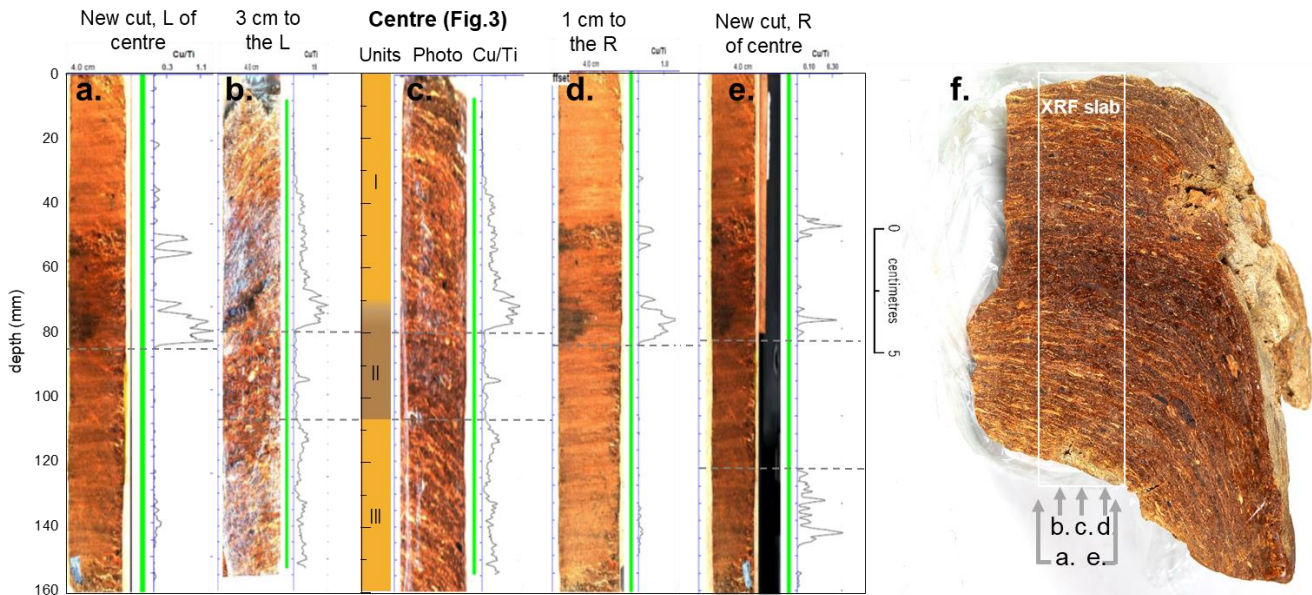 New cut, L of
centre
3 cm to
the L
Centre (Fig.3)
1 cm to
the R
New cut, R
of centre
Units Photo Cu/Ti
4.0 cm
Cu/Ti
0.3 1.1
4.0 cm
Cu/Ti
ffset
4.0 cm
Cu/Ti
1.0
4.0 cm
Cu/Ti
0.10 0.30
a. b. c. d. e. f.
XRF slab
depth (mm)
0
20
40
60
80
100
120
140
160
I
II
III
0
centimetres
5
b. c. d.
a. e.